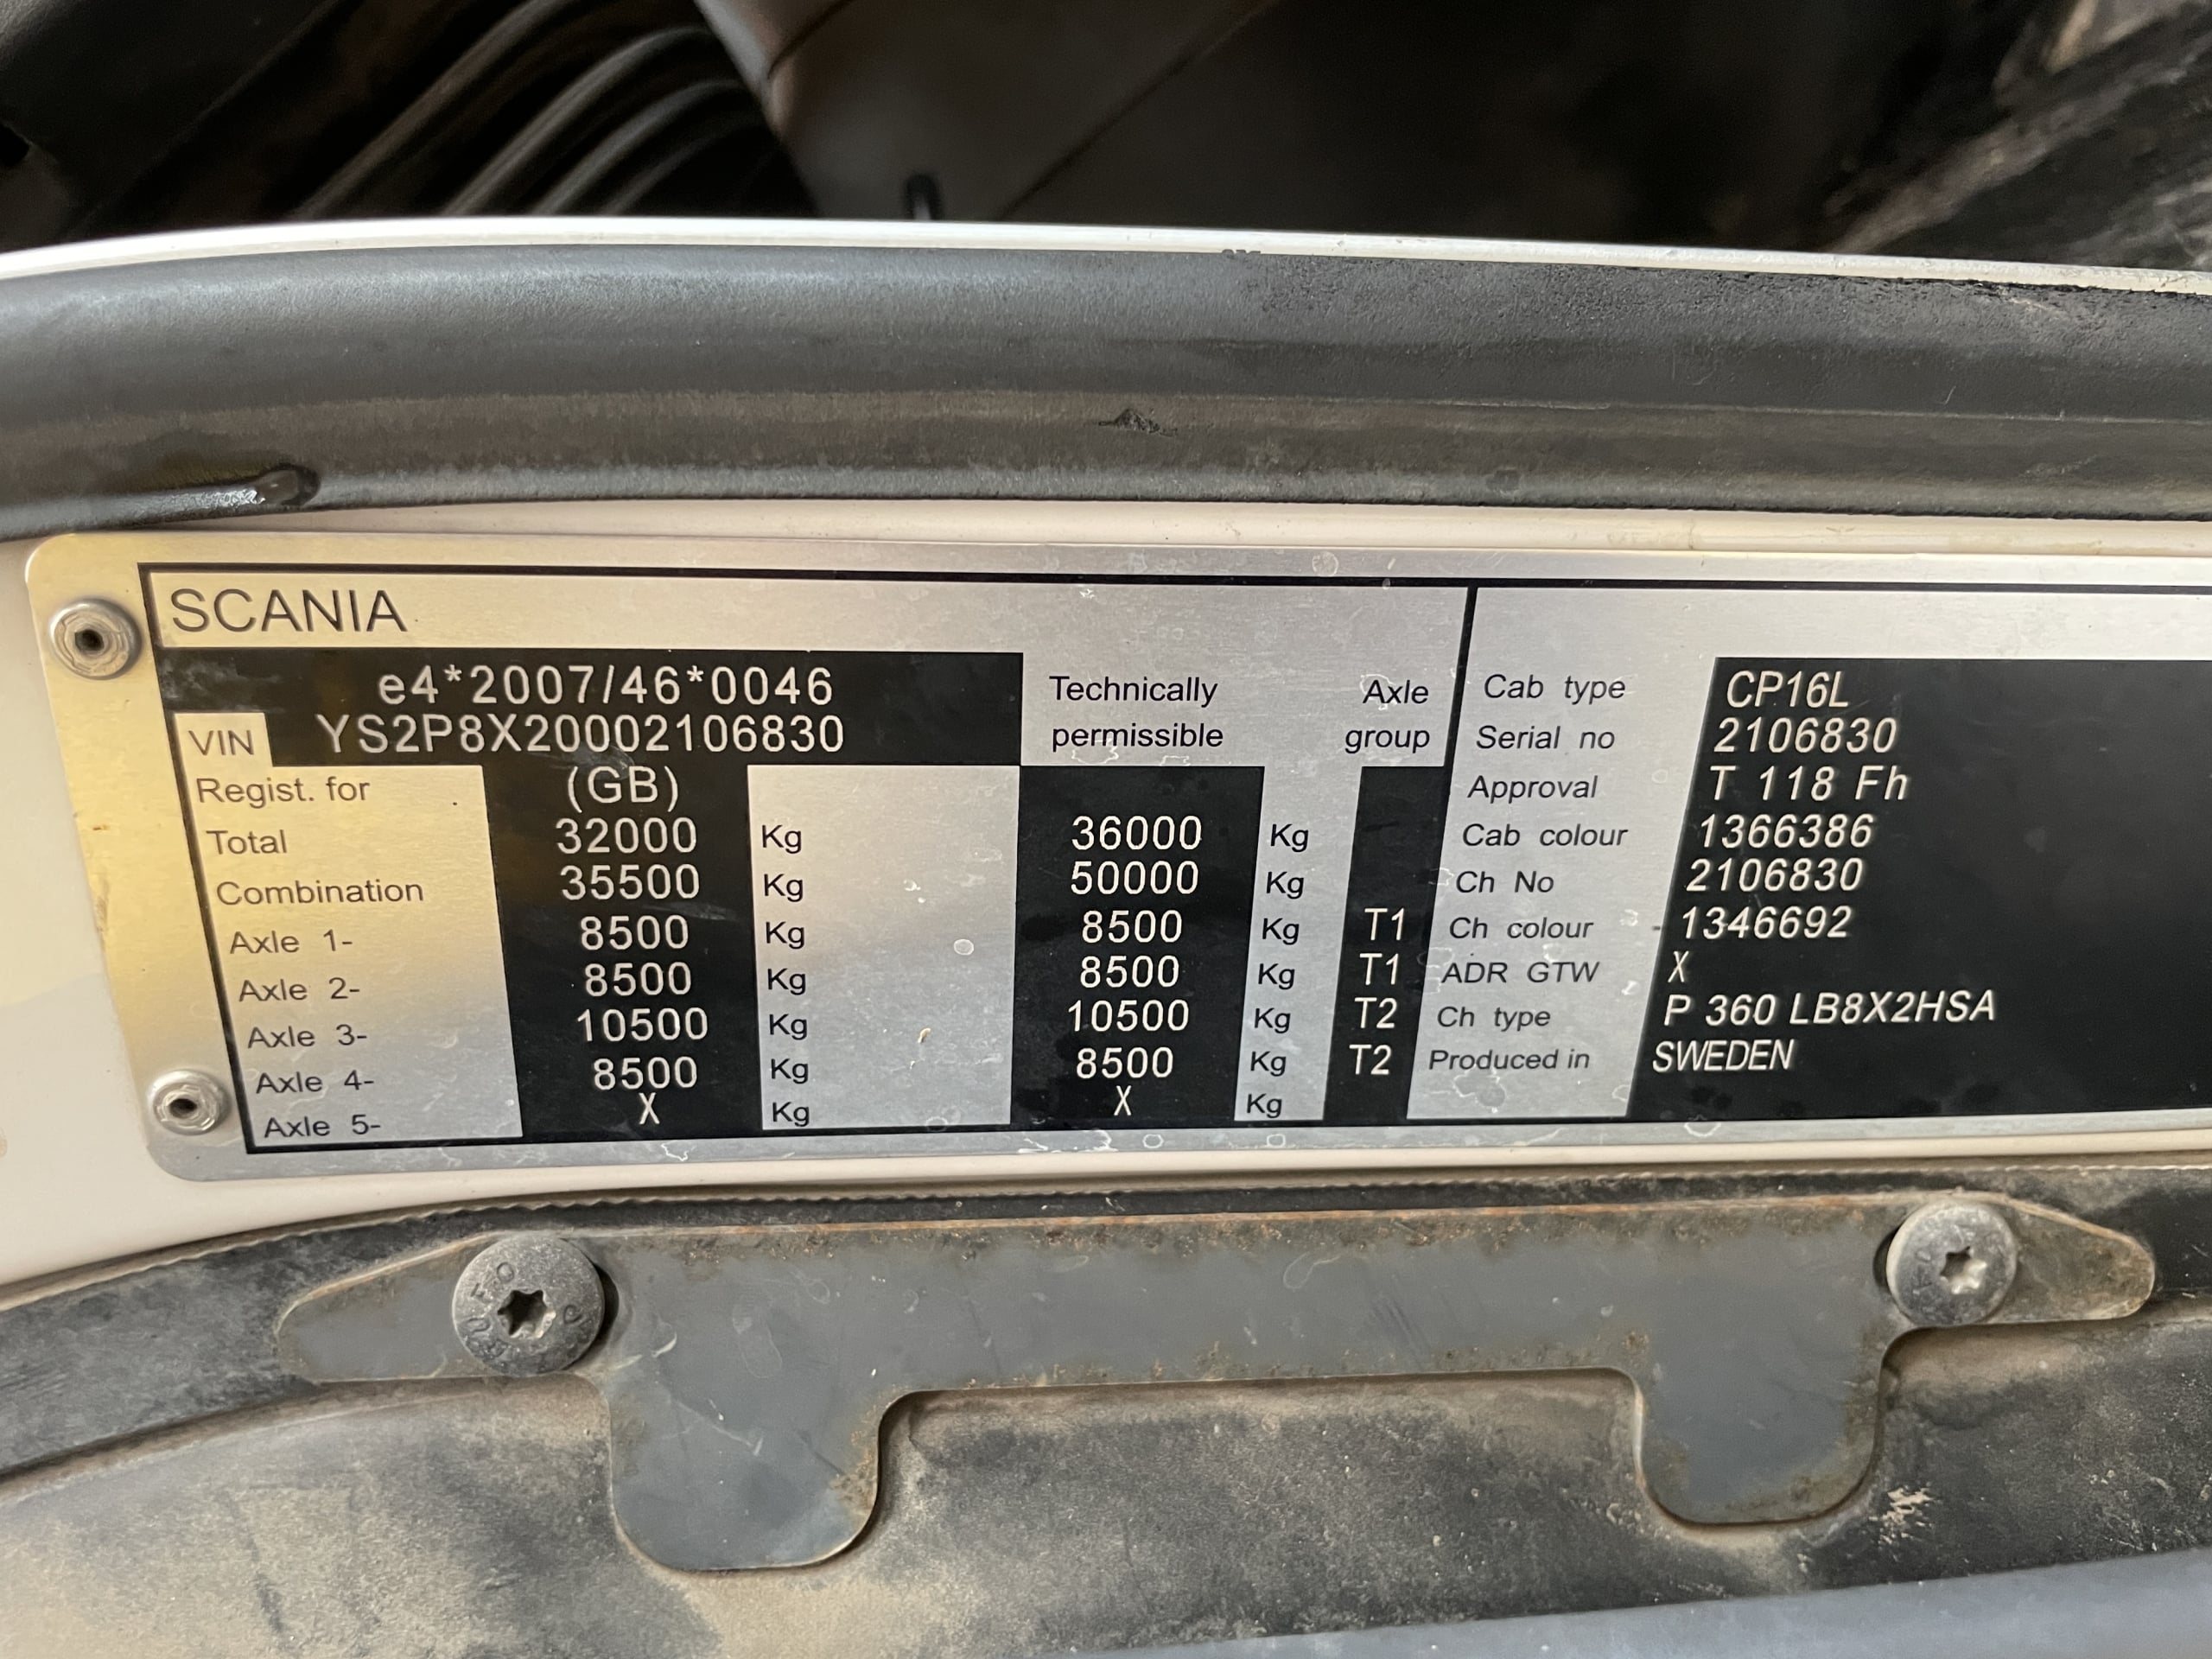 SCANIA
e4*2007/46*0046
VIN YS2P8X20002106830
Technically permissible
Axle group
Regist. for (GB)
Total 32000 Kg 36000 Kg
Combination 35500 Kg 50000 Kg
Axle 1- 8500 Kg 8500 Kg T1
Axle 2- 8500 Kg 8500 Kg T1
Axle 3- 10500 Kg 10500 Kg T2
Axle 4- 8500 Kg 8500 Kg T2
Axle 5- X Kg X Kg
Cab type CP16L
Serial no 2106830
Approval T 118 Fh
Cab colour 1366386
Ch No 2106830
Ch colour 1346692
ADR GTW X
Ch type P 360 LB8X2HSA
Produced in SWEDEN